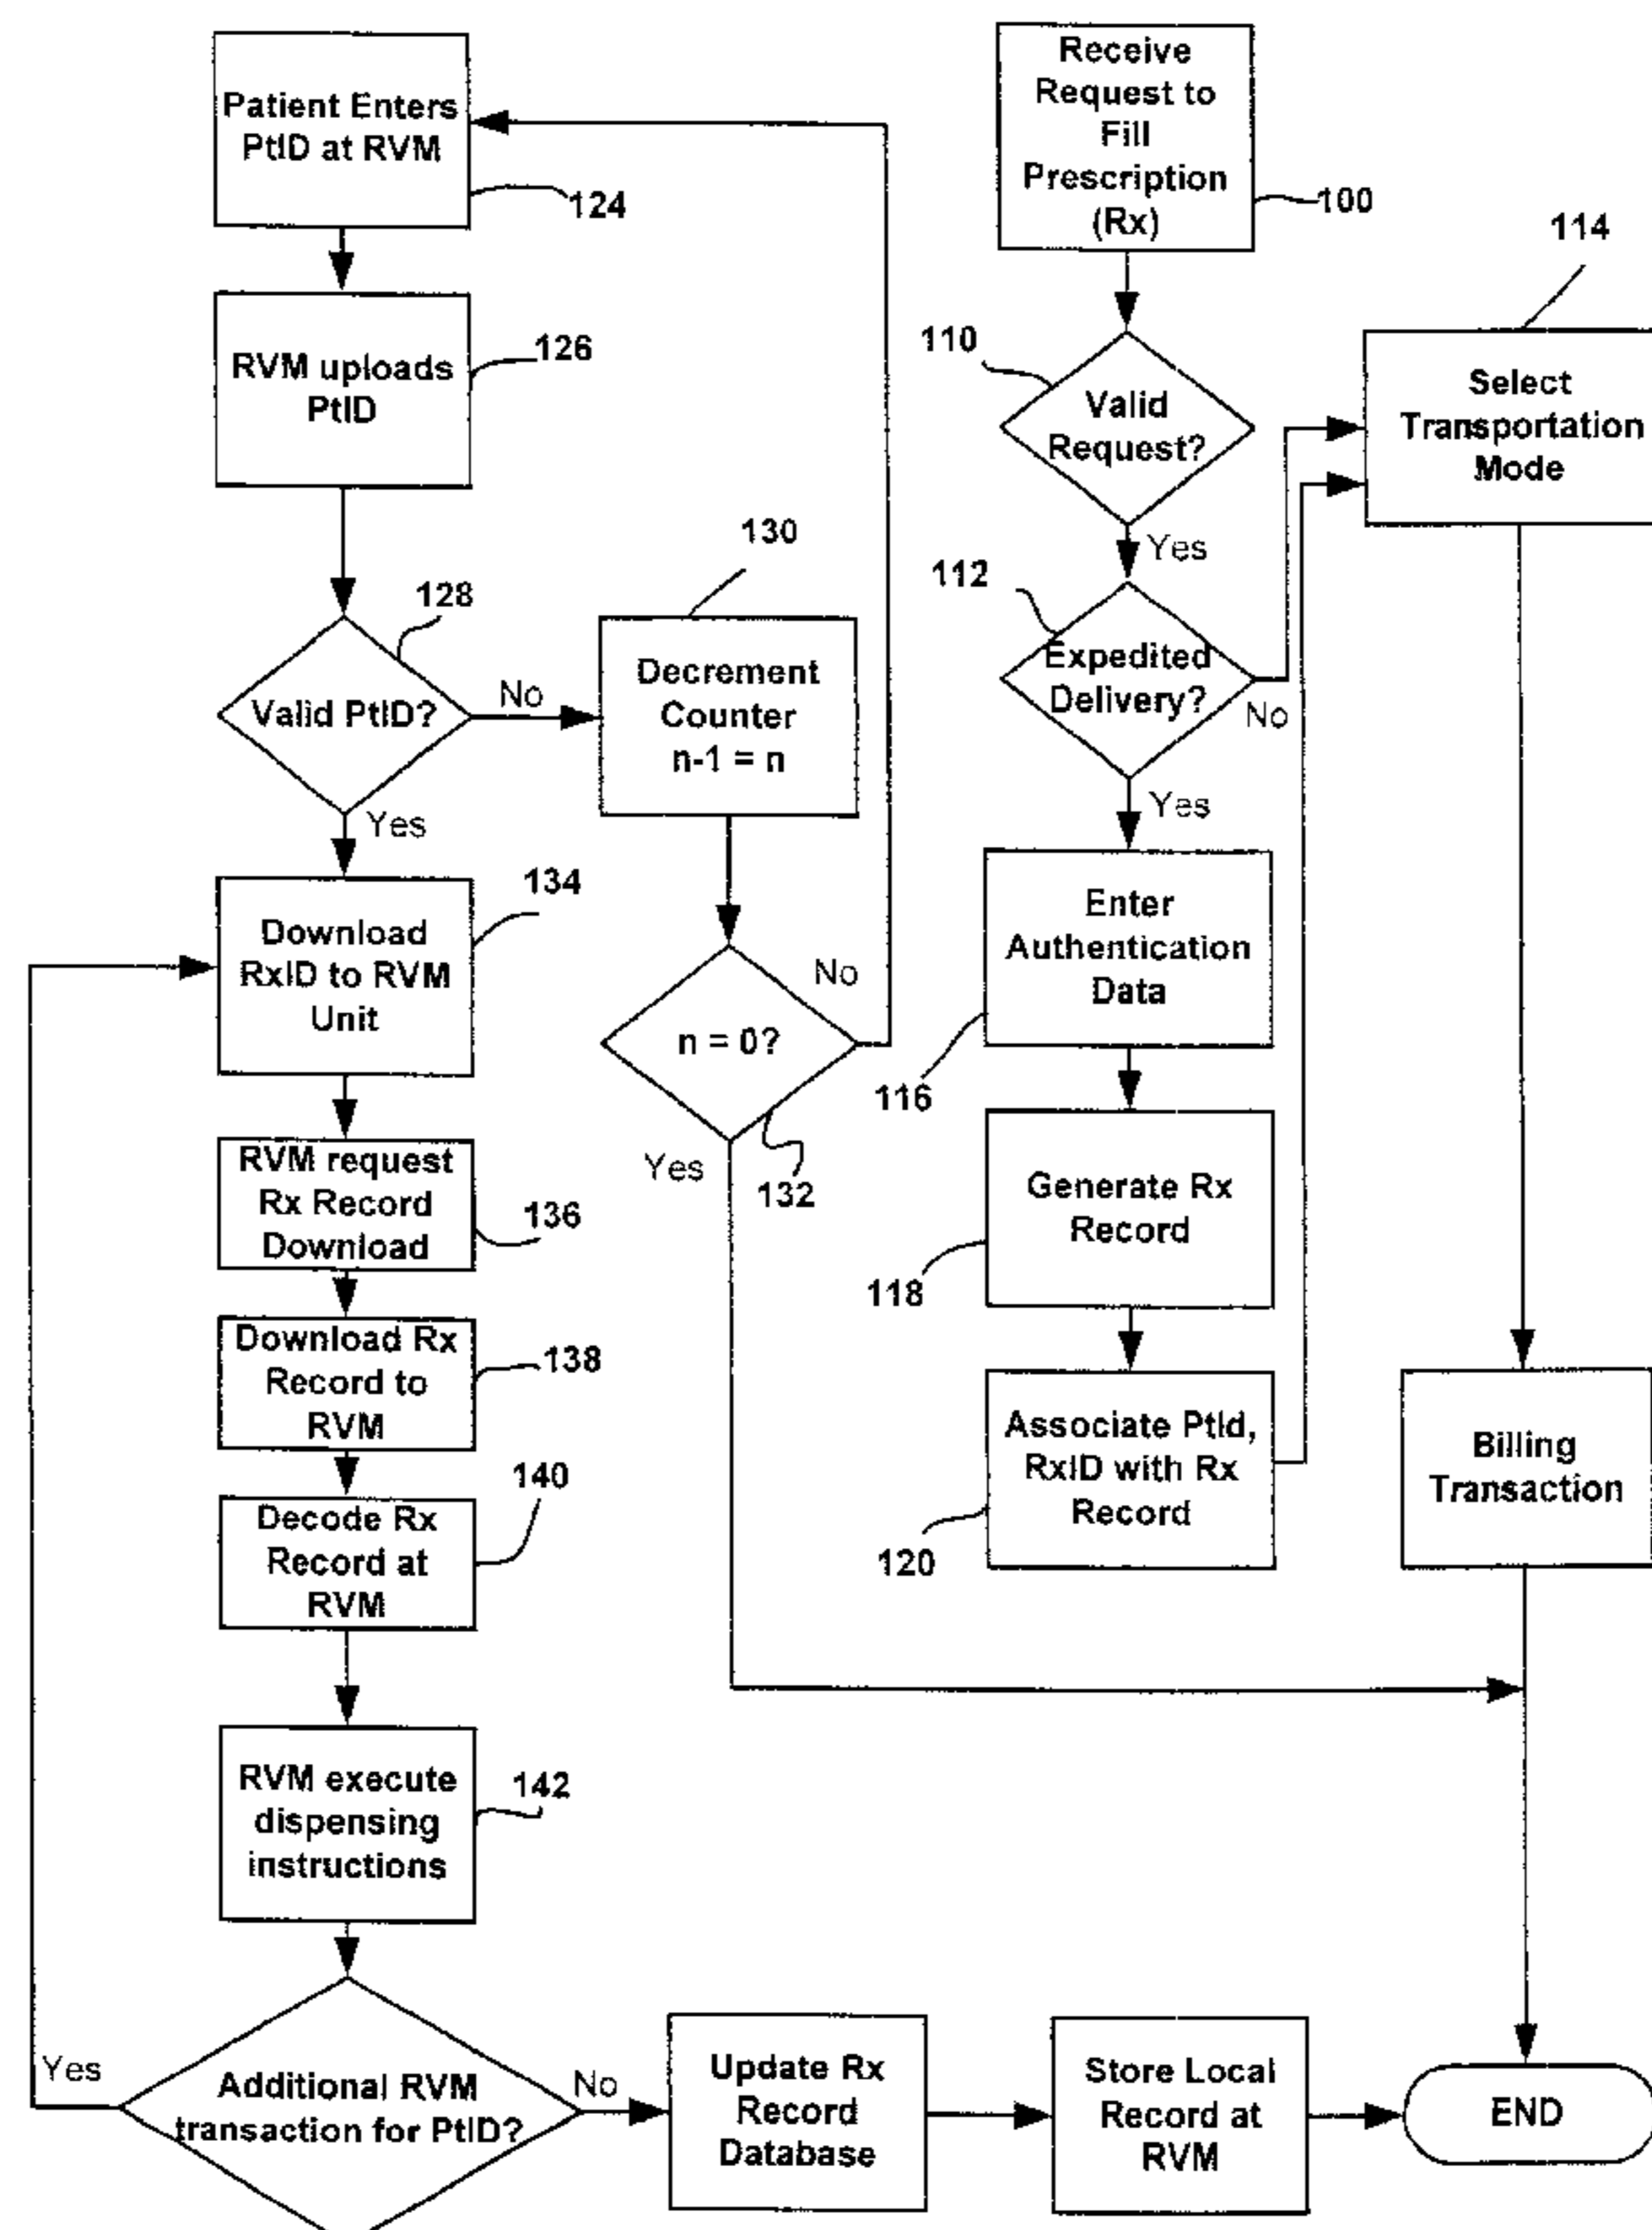 Patient Enters
PtID at RVM
124
RVM uploads
PtID
126
128
Valid PtID?
No
Yes
130
Decrement
Counter
n-1 = n
n = 0?
No
Yes
132
Download
RxID to RVM
Unit
134
RVM request
Rx Record
Download
136
Download Rx
Record to
RVM
138
Decode Rx
Record at
RVM
140
RVM execute
dispensing
instructions
142
Additional RVM
transaction for PtID?
Yes
No
Update Rx
Record
Database
Store Local
Record at
RVM
END
Receive
Request to
Fill
Prescription
(Rx)
100
110
Valid
Request?
Yes
112
Expedited
Delivery?
No
Yes
Enter
Authentication
Data
116
Generate Rx
Record
118
Associate PtId,
RxID with Rx
Record
120
114
Select
Transportation
Mode
Billing
Transaction